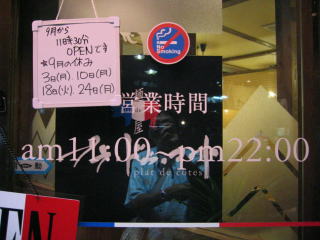 9月から
11時30分
OPENです
★9月の休み
3日(月). 10日(月)
18日(火). 24日(月)
No
Smoking
営業時間
am11:00~pm22:00
plat de côtes